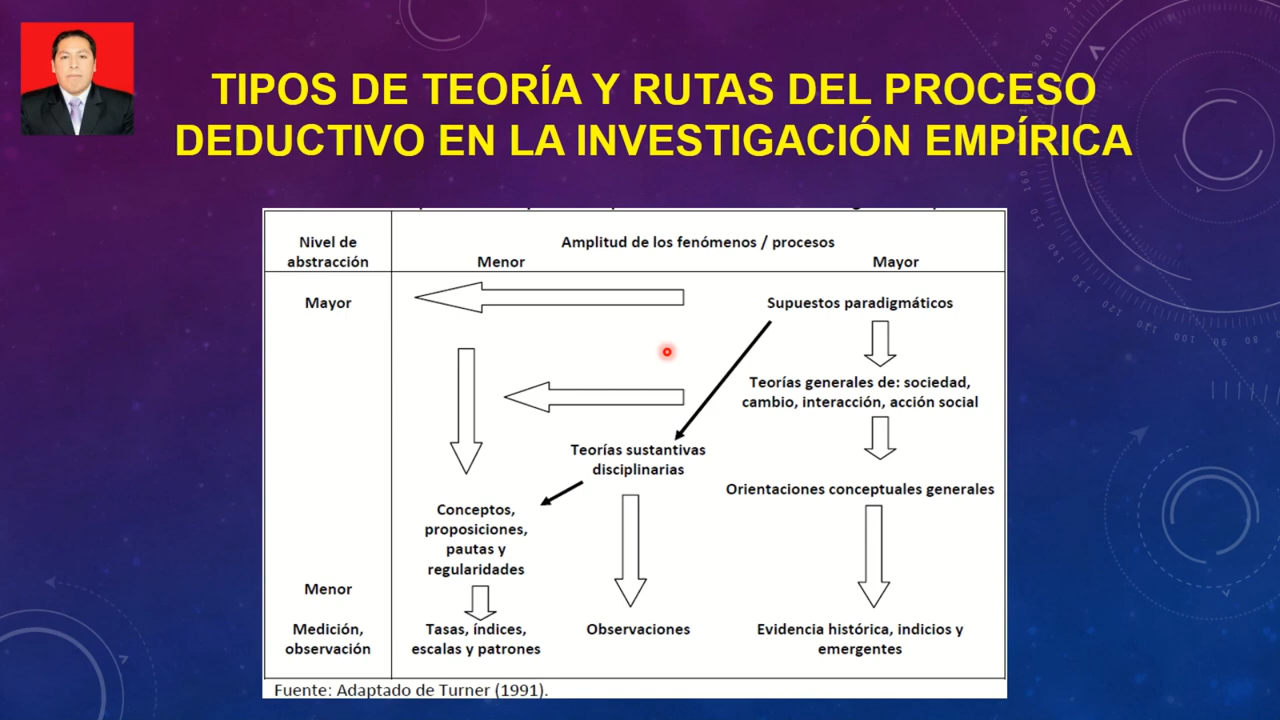 TIPOS DE TEORÍA Y RUTAS DEL PROCESO
DEDUCTIVO EN LA INVESTIGACIÓN EMPÍRICA
Nivel de
abstracción
Amplitud de los fenómenos / procesos
Menor
Mayor
Mayor
Supuestos paradigmáticos
Teorías generales de: sociedad,
cambio, interacción, acción social
Teorías sustantivas
disciplinarias
Orientaciones conceptuales generales
Conceptos,
proposiciones,
pautas y
regularidades
Menor
Medición,
observación
Tasas, índices,
escalas y patrones
Observaciones
Evidencia histórica, indicios y
emergentes
Fuente: Adaptado de Turner (1991).